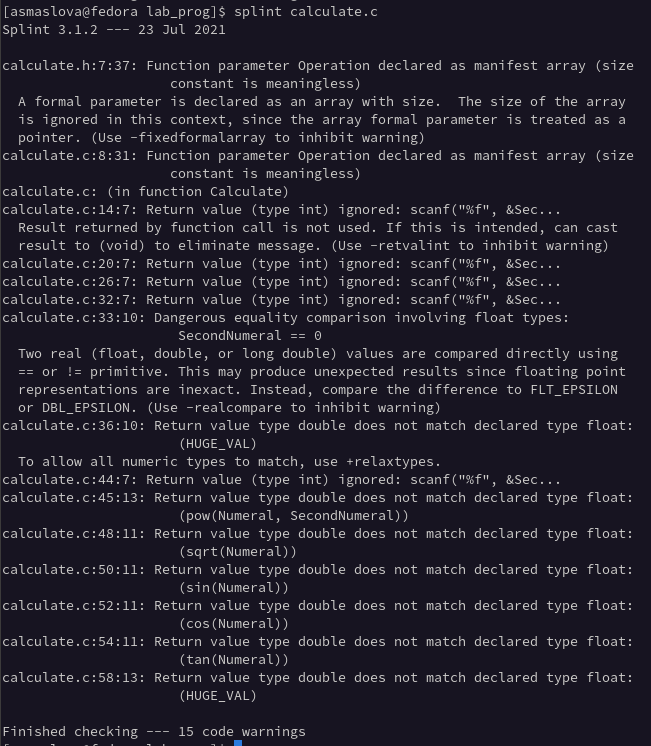 [asmaslova@fedora lab_prog]$ splint calculate.c
Splint 3.1.2 --- 23 Jul 2021
calculate.h:7:37: Function parameter Operation declared as manifest array (size
constant is meaningless)
A formal parameter is declared as an array with size.  The size of the array
is ignored in this context, since the array formal parameter is treated as a
pointer. (Use -fixedformalarray to inhibit warning)
calculate.c:8:31: Function parameter Operation declared as manifest array (size
constant is meaningless)
calculate.c: (in function Calculate)
calculate.c:14:7: Return value (type int) ignored: scanf("%f", &Sec...
Result returned by function call is not used. If this is intended, can cast
result to (void) to eliminate message. (Use -retvalint to inhibit warning)
calculate.c:20:7: Return value (type int) ignored: scanf("%f", &Sec...
calculate.c:26:7: Return value (type int) ignored: scanf("%f", &Sec...
calculate.c:32:7: Return value (type int) ignored: scanf("%f", &Sec...
calculate.c:33:10: Dangerous equality comparison involving float types:
SecondNumeral == 0
Two real (float, double, or long double) values are compared directly using
== or != primitive. This may produce unexpected results since floating point
representations are inexact. Instead, compare the difference to FLT_EPSILON
or DBL_EPSILON. (Use -realcompare to inhibit warning)
calculate.c:36:10: Return value type double does not match declared type float:
(HUGE_VAL)
To allow all numeric types to match, use +relaxtypes.
calculate.c:44:7: Return value (type int) ignored: scanf("%f", &Sec...
calculate.c:45:13: Return value type double does not match declared type float:
(pow(Numeral, SecondNumeral))
calculate.c:48:11: Return value type double does not match declared type float:
(sqrt(Numeral))
calculate.c:50:11: Return value type double does not match declared type float:
(sin(Numeral))
calculate.c:52:11: Return value type double does not match declared type float:
(cos(Numeral))
calculate.c:54:11: Return value type double does not match declared type float:
(tan(Numeral))
calculate.c:58:13: Return value type double does not match declared type float:
(HUGE_VAL)
Finished checking --- 15 code warnings